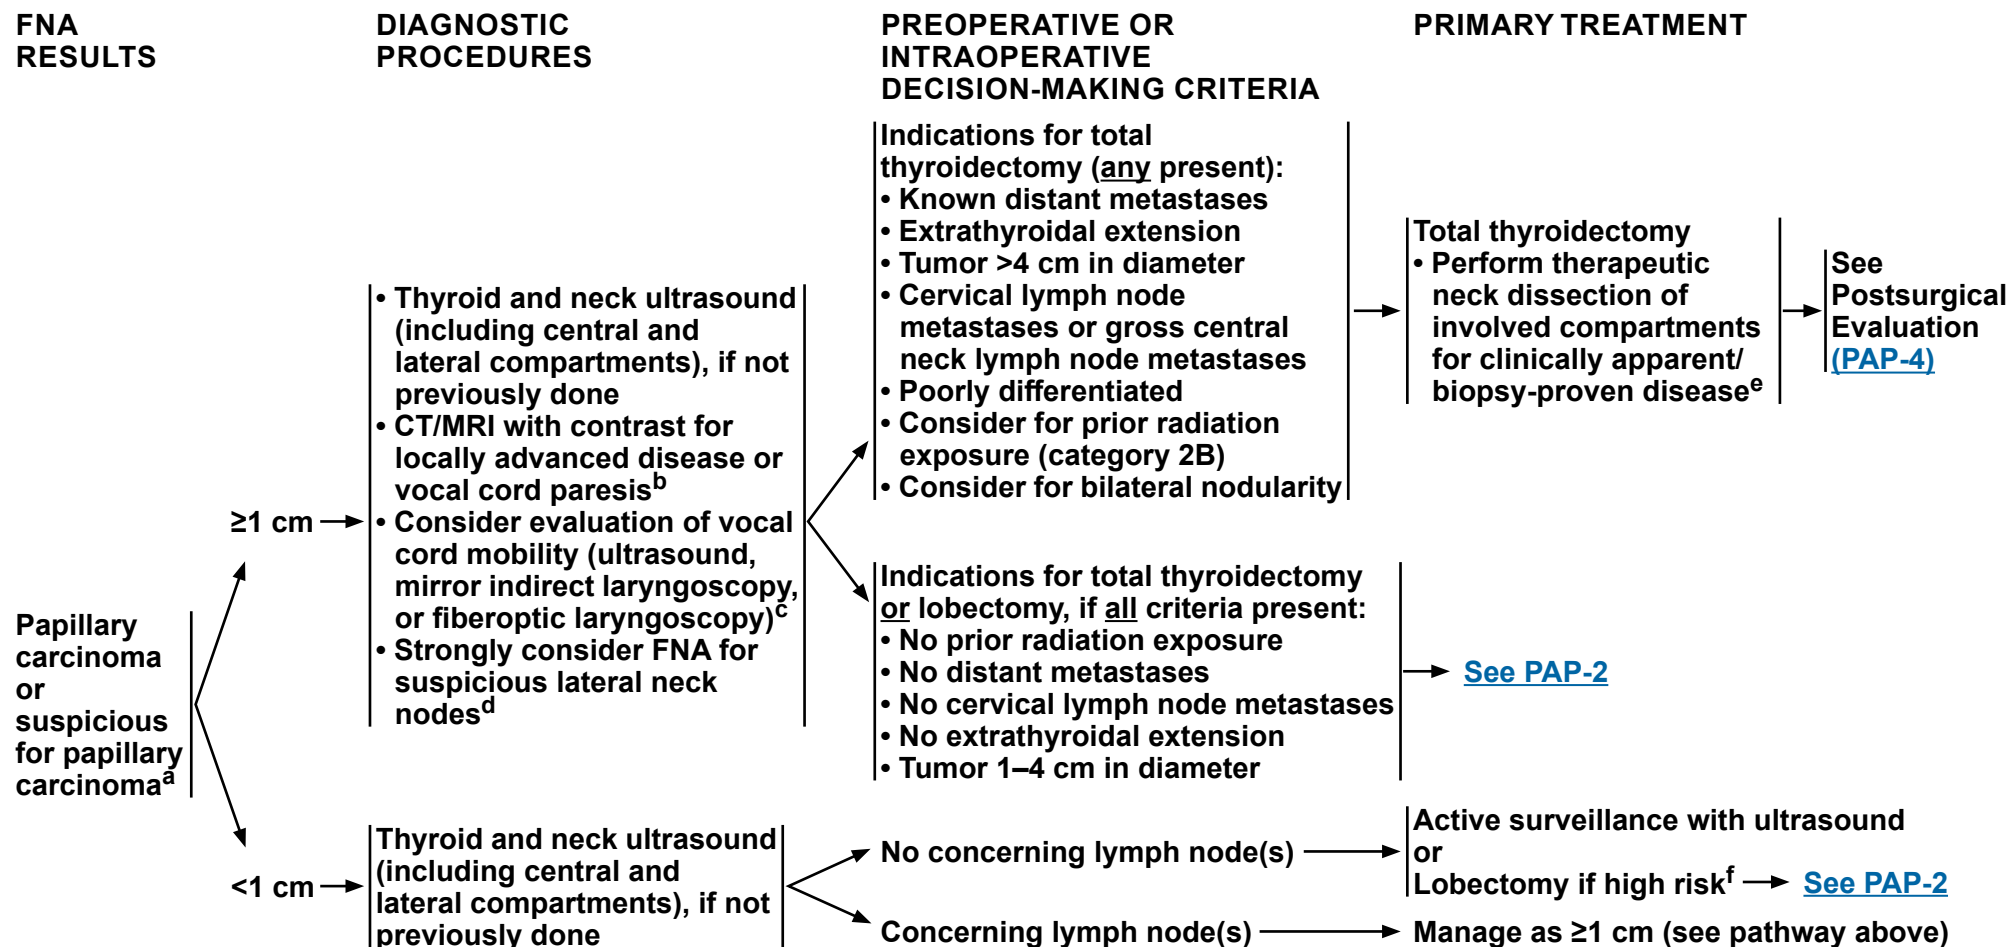 FNA
RESULTS
DIAGNOSTIC
PROCEDURES
PREOPERATIVE OR
INTRAOPERATIVE
DECISION-MAKING CRITERIA
PRIMARY TREATMENT
Papillary
carcinoma
or
suspicious
for papillary
carcinomaᵃ
≥1 cm
• Thyroid and neck ultrasound
(including central and
lateral compartments), if not
previously done
• CT/MRI with contrast for
locally advanced disease or
vocal cord paresisᵇ
• Consider evaluation of vocal
cord mobility (ultrasound,
mirror indirect laryngoscopy,
or fiberoptic laryngoscopy)ᶜ
• Strongly consider FNA for
suspicious lateral neck
nodesᵈ
Indications for total
thyroidectomy (any present):
• Known distant metastases
• Extrathyroidal extension
• Tumor >4 cm in diameter
• Cervical lymph node
metastases or gross central
neck lymph node metastases
• Poorly differentiated
• Consider for prior radiation
exposure (category 2B)
• Consider for bilateral nodularity
Total thyroidectomy
• Perform therapeutic
neck dissection of
involved compartments
for clinically apparent/
biopsy-proven diseaseᵉ
See
Postsurgical
Evaluation
(PAP-4)
Indications for total thyroidectomy
or lobectomy, if all criteria present:
• No prior radiation exposure
• No distant metastases
• No cervical lymph node metastases
• No extrathyroidal extension
• Tumor 1–4 cm in diameter
See PAP-2
<1 cm
Thyroid and neck ultrasound
(including central and
lateral compartments), if not
previously done
No concerning lymph node(s)
Active surveillance with ultrasound
or
Lobectomy if high riskᶠ
See PAP-2
Concerning lymph node(s)
Manage as ≥1 cm (see pathway above)